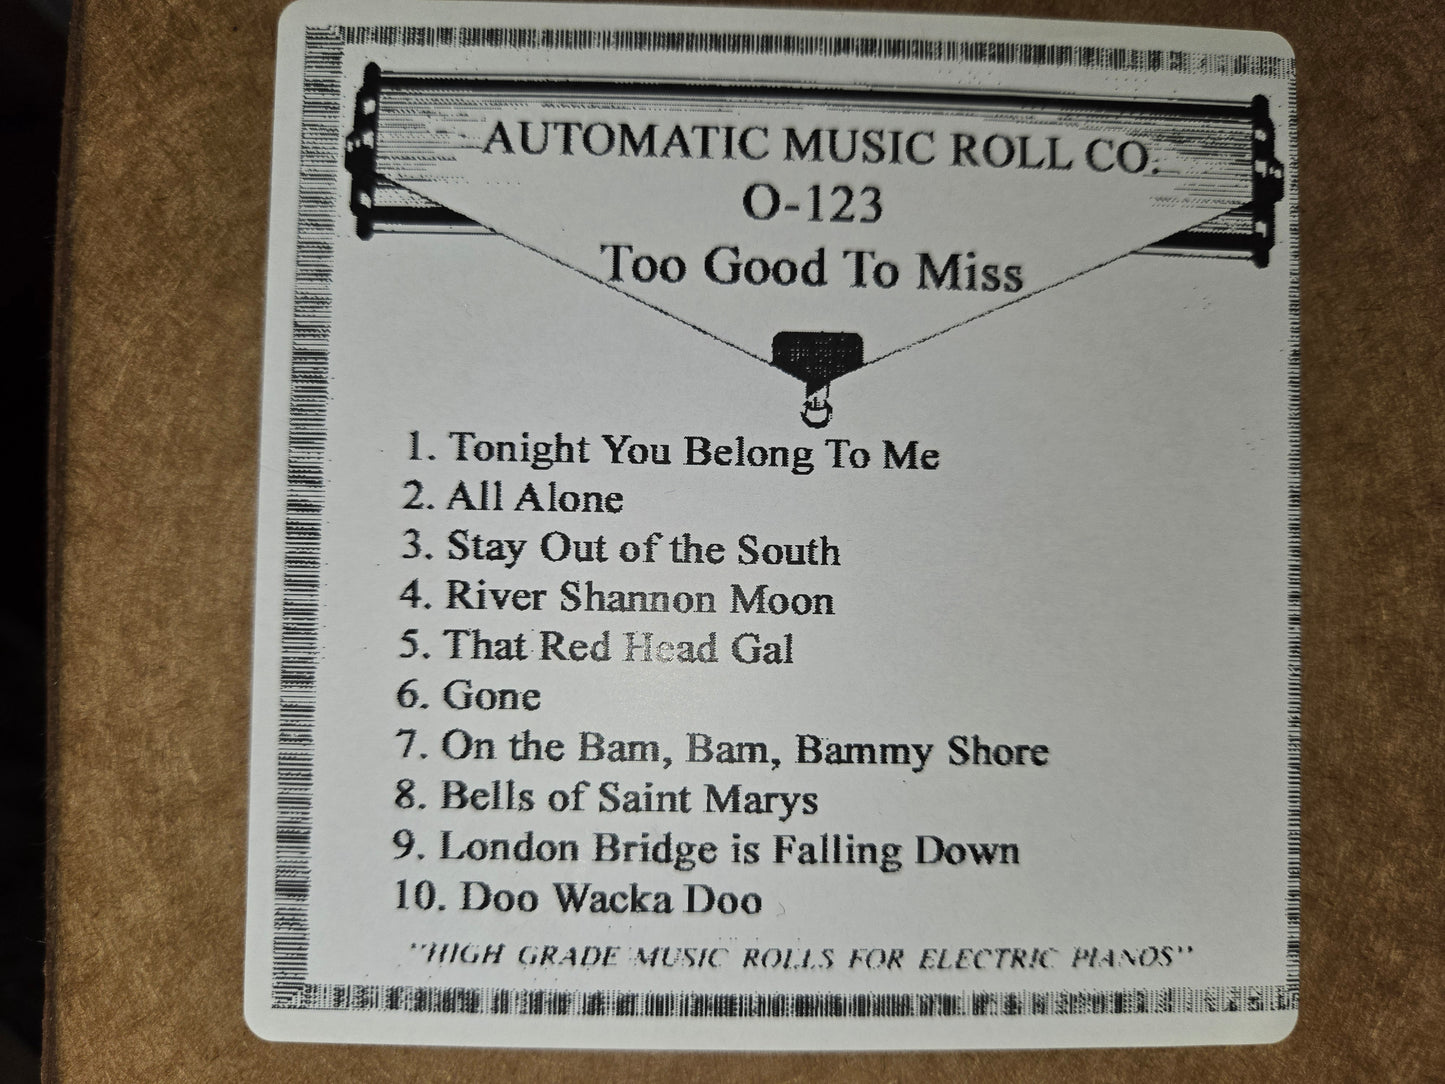 AUTOMATIC MUSIC ROLL CO.
O-123
Too Good To Miss
1. Tonight You Belong To Me
2. All Alone
3. Stay Out of the South
4. River Shannon Moon
5. That Red Head Gal
6. Gone
7. On the Bam, Bam, Bammy Shore
8. Bells of Saint Marys
9. London Bridge is Falling Down
10. Doo Wacka Doo
"HIGH GRADE MUSIC ROLLS FOR ELECTRIC PIANOS"